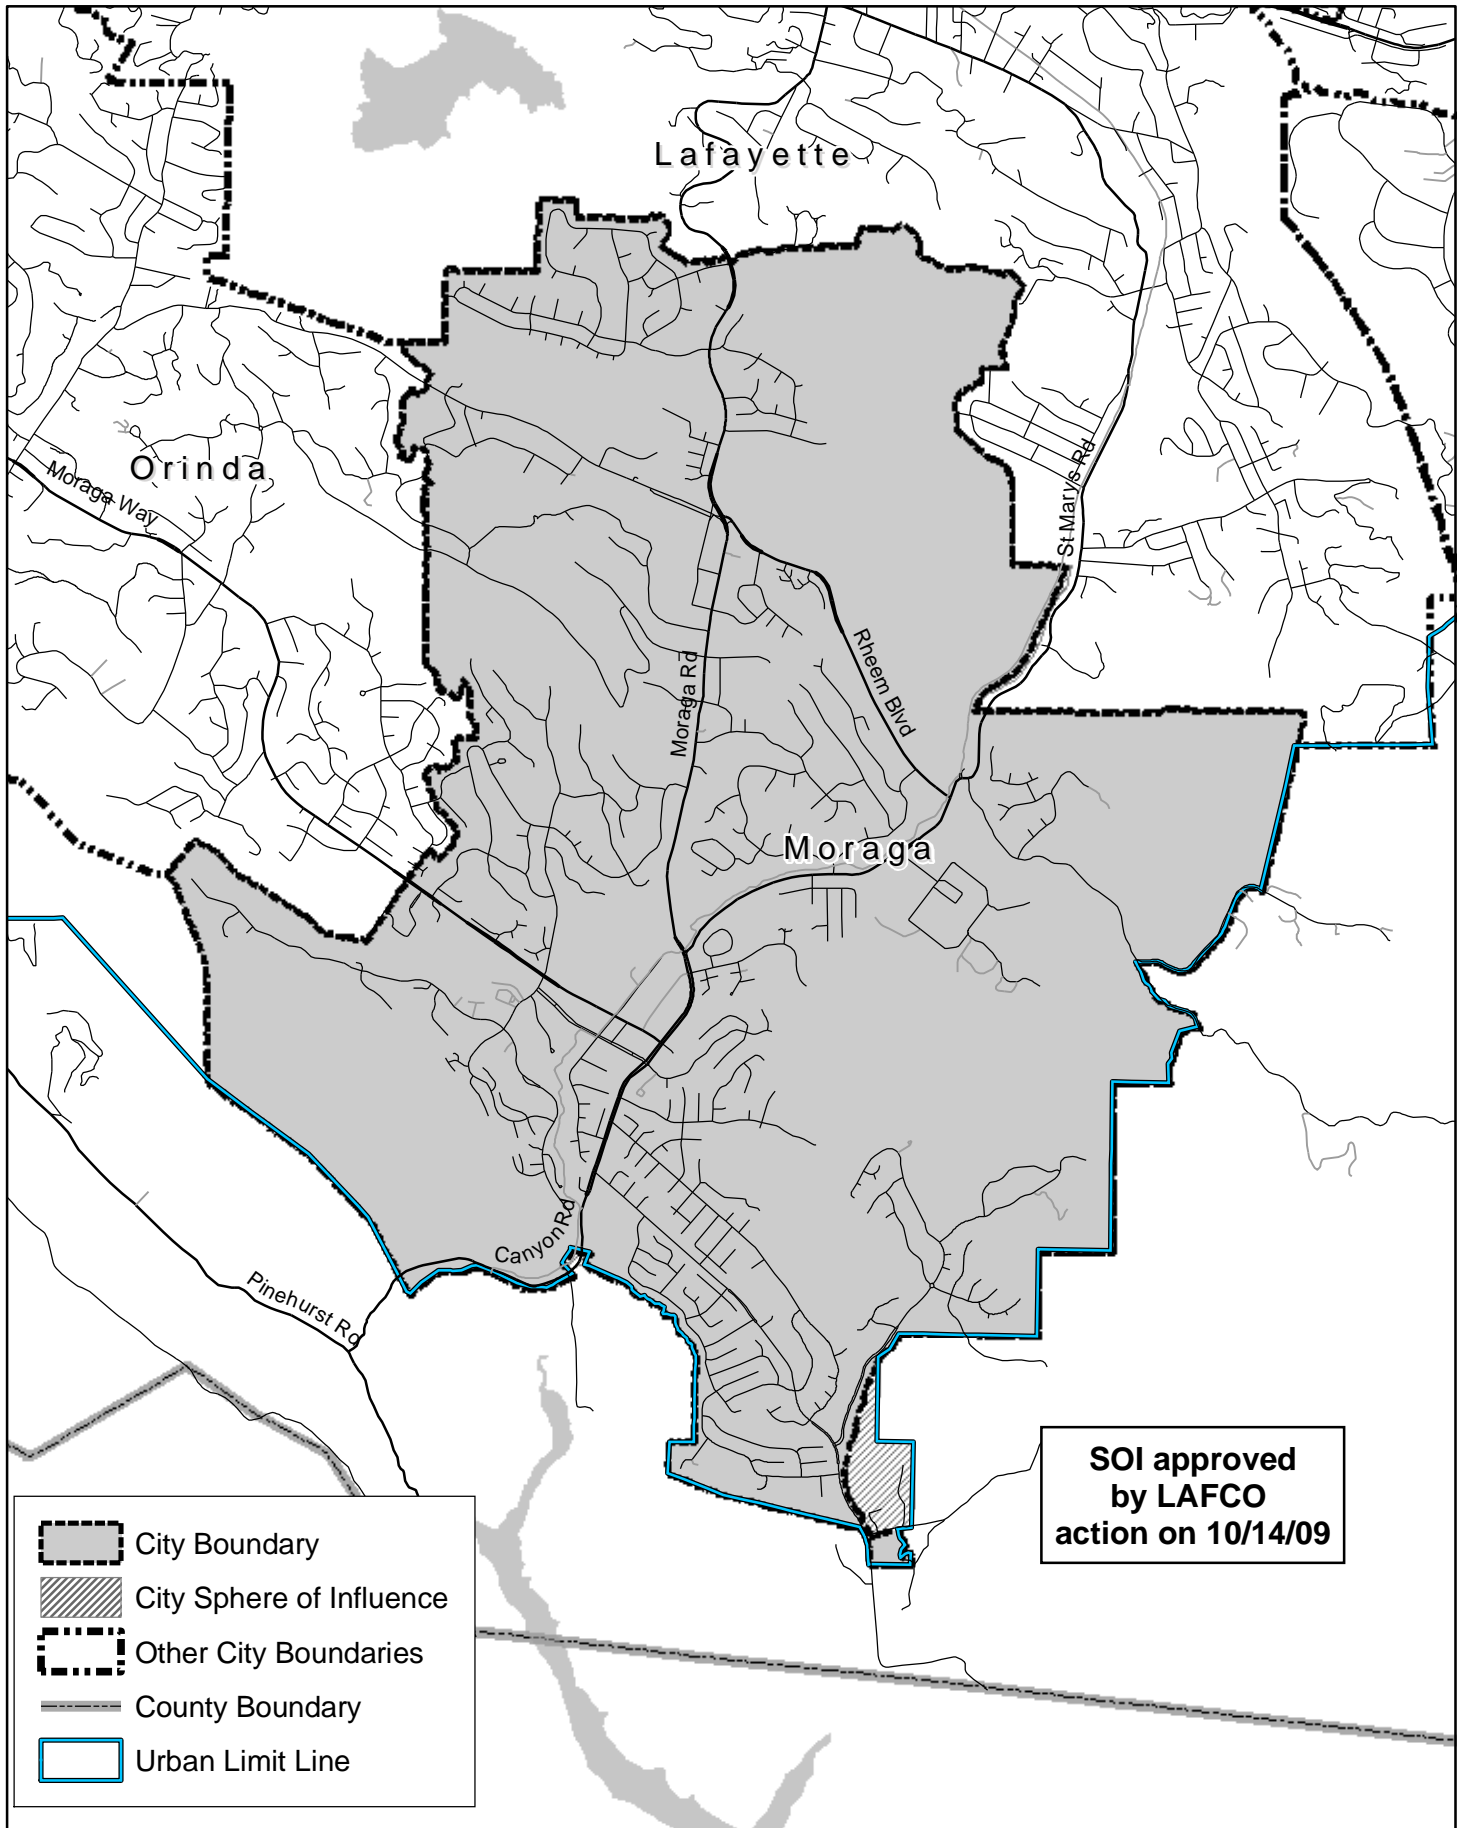 Lafayette
Orinda
Moraga Way
St Marys Rd
Rheem Blvd
Moraga Rd
Moraga
Canyon Rd
Pinehurst Rd
SOI approved
by LAFCO
action on 10/14/09
City Boundary
City Sphere of Influence
Other City Boundaries
County Boundary
Urban Limit Line